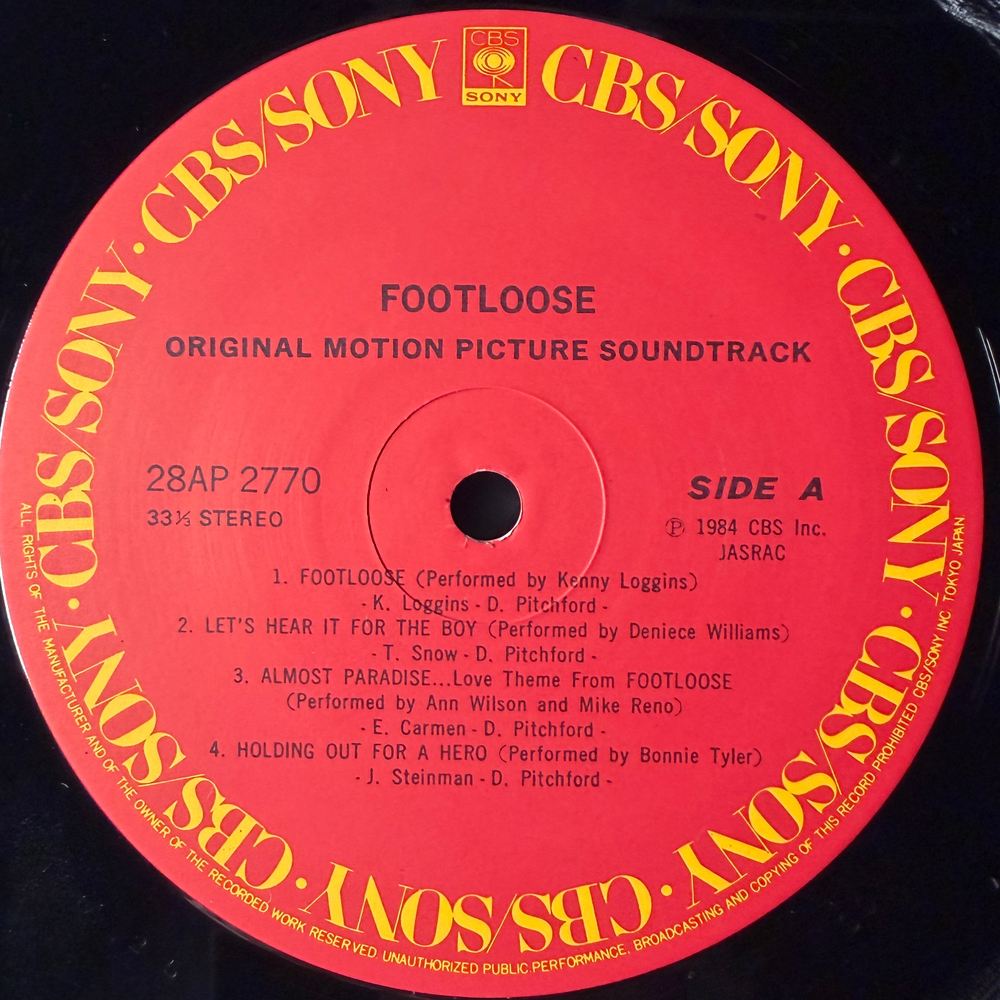 CBS
SONY
CBS/SONY · CBS/SONY · CBS/SONY · CBS/SONY · CBS/SONY · CBS/SONY · CBS/SONY
FOOTLOOSE
ORIGINAL MOTION PICTURE SOUNDTRACK
28AP 2770
33⅓ STEREO
SIDE A
Ⓟ 1984 CBS Inc.
JASRAC
1. FOOTLOOSE (Performed by Kenny Loggins)
- K. Loggins - D. Pitchford -
2. LET'S HEAR IT FOR THE BOY (Performed by Deniece Williams)
- T. Snow - D. Pitchford -
3. ALMOST PARADISE...Love Theme From FOOTLOOSE
(Performed by Ann Wilson and Mike Reno)
- E. Carmen - D. Pitchford -
4. HOLDING OUT FOR A HERO (Performed by Bonnie Tyler)
- J. Steinman - D. Pitchford -
ALL RIGHTS OF THE MANUFACTURER AND OF THE OWNER OF THE RECORDED WORK RESERVED UNAUTHORIZED PUBLIC PERFORMANCE, BROADCASTING AND COPYING OF THIS RECORD PROHIBITED CBS/SONY INC. TOKYO JAPAN